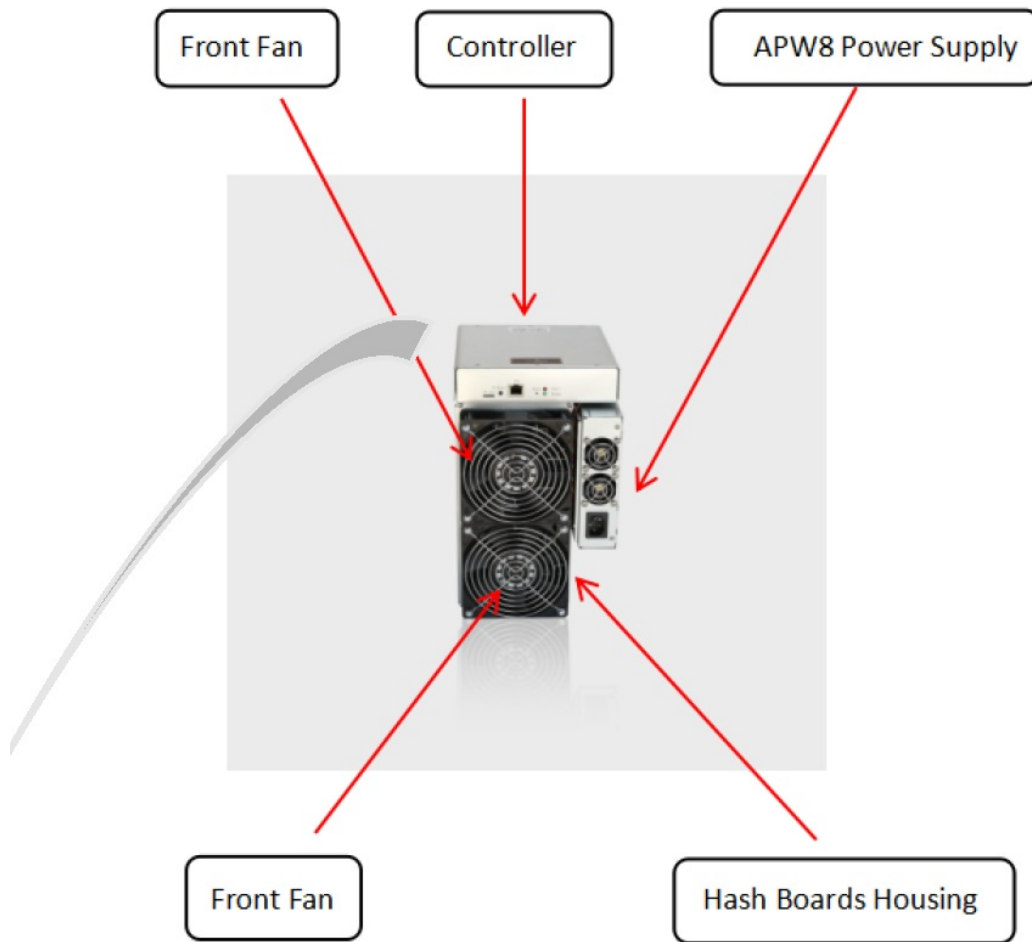 Front Fan
Controller
APW8 Power Supply
Front Fan
Hash Boards Housing